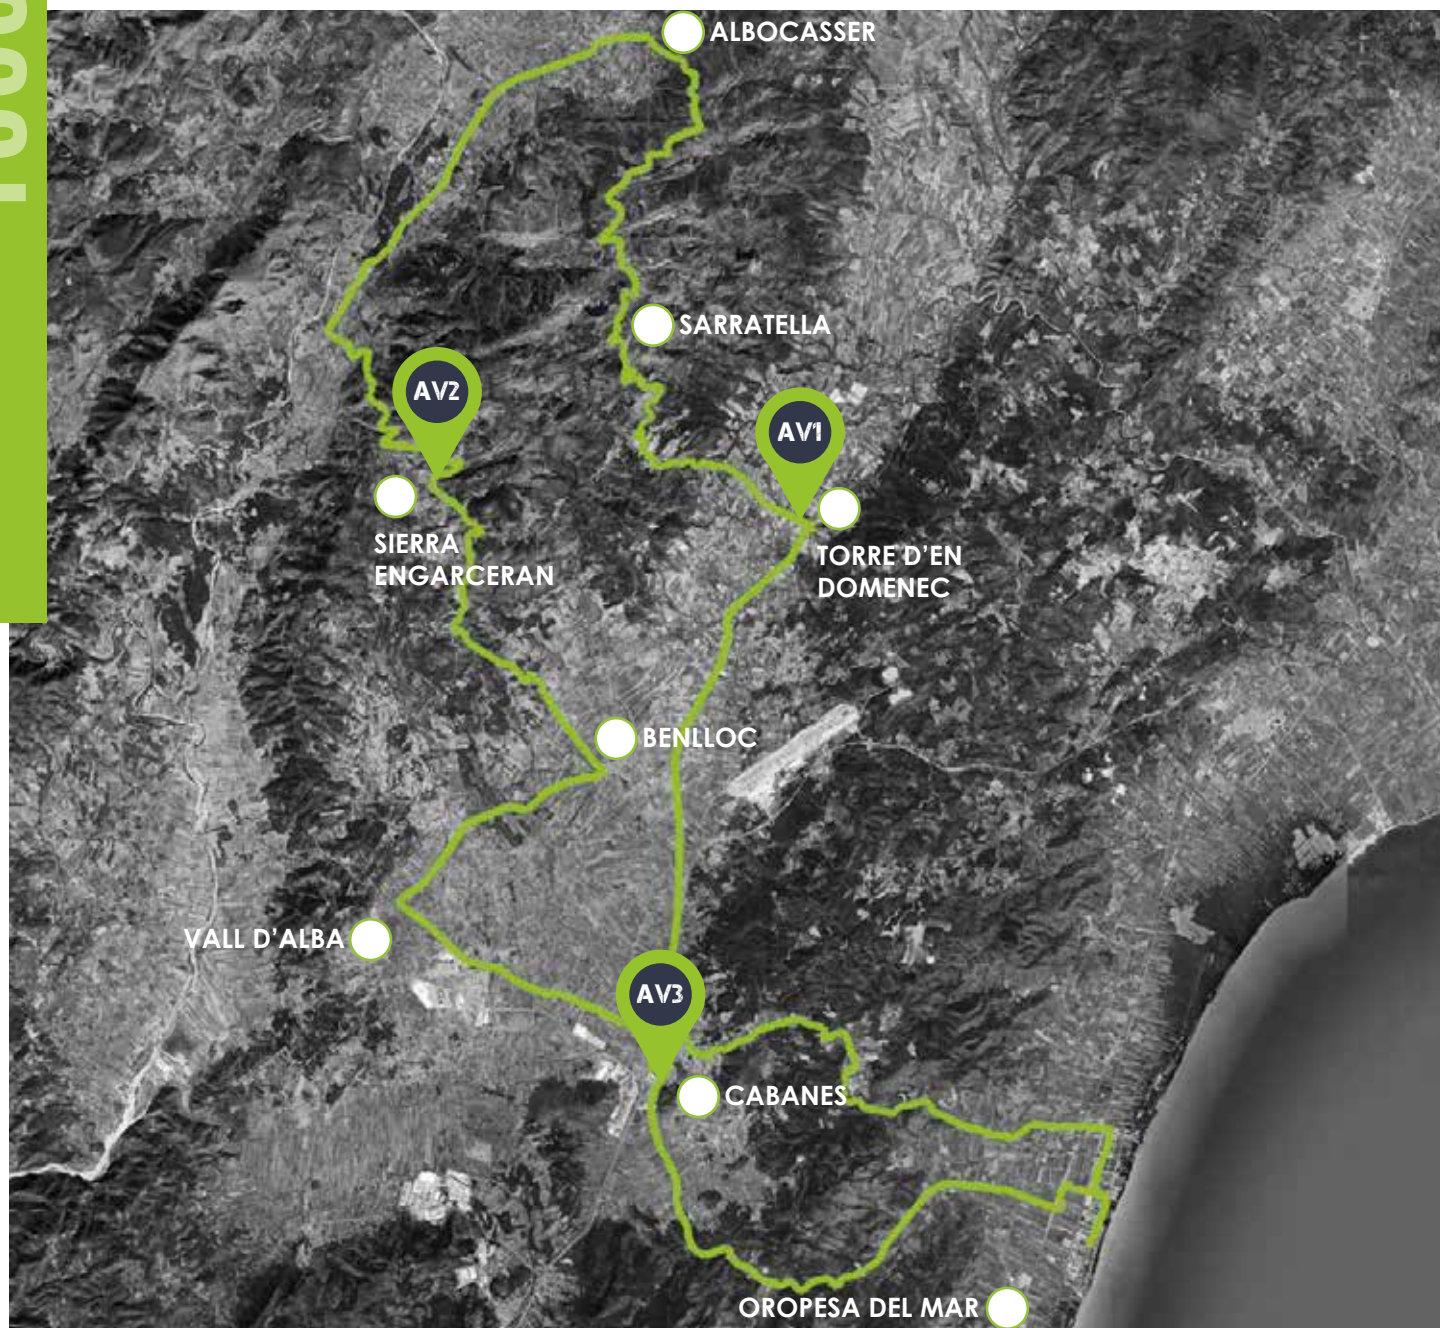 ALBOCASSER
SARRATELLA
AV2
AV1
SIERRA
ENGARCERAN
TORRE D'EN
DOMENEC
BENLLOC
VALL D'ALBA
AV3
CABANES
OROPESA DEL MAR